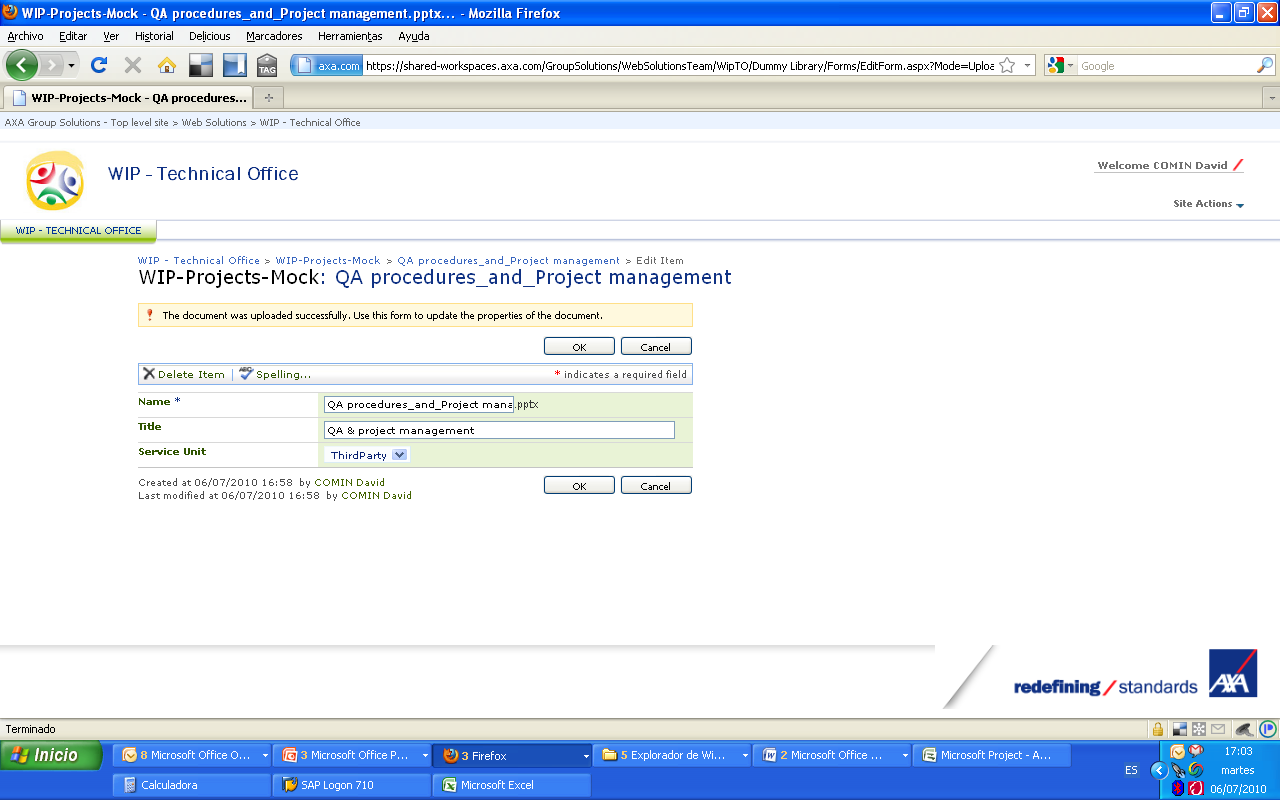 WIP-Projects-Mock - QA procedures_and_Project management.pptx... - Mozilla Firefox
Archivo Editar Ver Historial Delicious Marcadores Herramientas Ayuda
TAG axa.com https://shared-workspaces.axa.com/GroupSolutions/WebSolutionsTeam/WipTO/Dummy Library/Forms/EditForm.aspx?Mode=Uploa Google
WIP-Projects-Mock - QA procedures...
AXA Group Solutions - Top level site > Web Solutions > WIP - Technical Office
WIP - Technical Office
Welcome COMIN David
Site Actions
WIP - TECHNICAL OFFICE
WIP - Technical Office > WIP-Projects-Mock > QA procedures_and_Project management > Edit Item
WIP-Projects-Mock: QA procedures_and_Project management
The document was uploaded successfully. Use this form to update the properties of the document.
OK Cancel
Delete Item | ABC Spelling... * indicates a required field
Name * QA procedures_and_Project mana.pptx
Title QA & project management
Service Unit ThirdParty
Created at 06/07/2010 16:58 by COMIN David
Last modified at 06/07/2010 16:58 by COMIN David
OK Cancel
redefining / standards AXA
Terminado
Inicio 8 Microsoft Office O... 3 Microsoft Office P... 3 Firefox 5 Explorador de Wi... 2 Microsoft Office ... Microsoft Project - A...
Calculadora SAP Logon 710 Microsoft Excel
ES
17:03
martes
06/07/2010